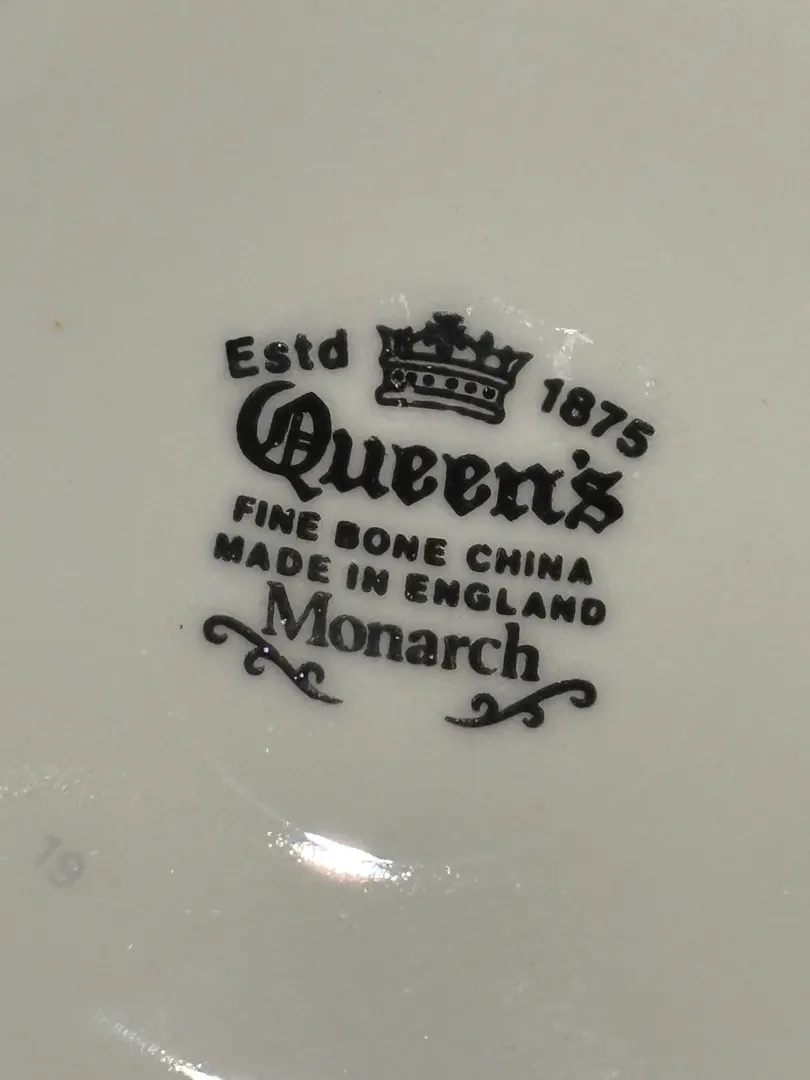 Estd 1875
Queen's
FINE BONE CHINA
MADE IN ENGLAND
Monarch
19